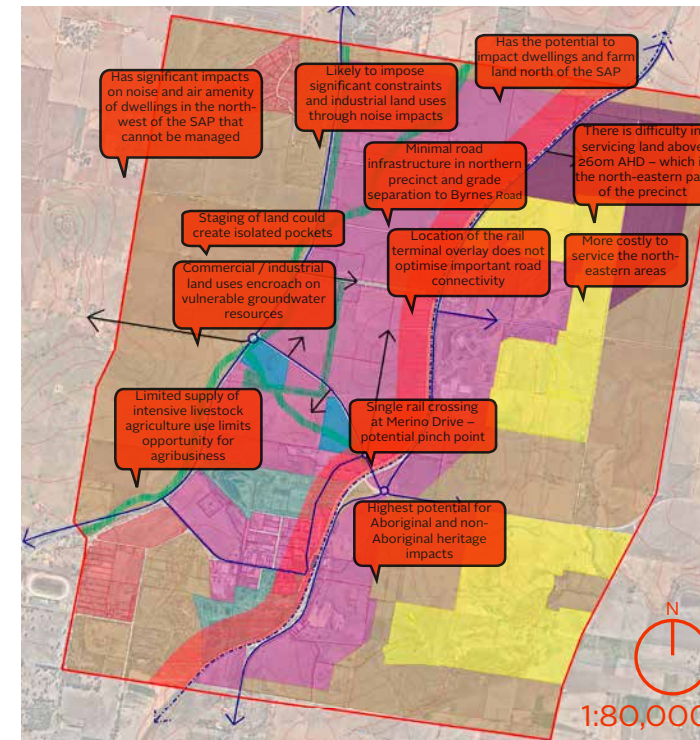 Has the potential to
impact dwellings and farm
land north of the SAP
Has significant impacts
on noise and air amenity
of dwellings in the north-
west of the SAP that
cannot be managed
Likely to impose
significant constraints
and industrial land uses
through noise impacts
There is difficulty in
servicing land above
260m AHD – which
the north-eastern
of the precinct
Minimal road
infrastructure in northern
precinct and grade
separation to Byrnes Road
Staging of land could
create isolated pockets
Location of the rail
terminal overlay does not
optimise important road
connectivity
More costly to
service the north-
eastern areas
Commercial / industrial
land uses encroach on
vulnerable groundwater
resources
Limited supply of
intensive livestock
agriculture use limits
opportunity for
agribusiness
Single rail crossing
at Merino Drive –
potential pinch point
Highest potential for
Aboriginal and non-
Aboriginal heritage
impacts
N
1:80,000